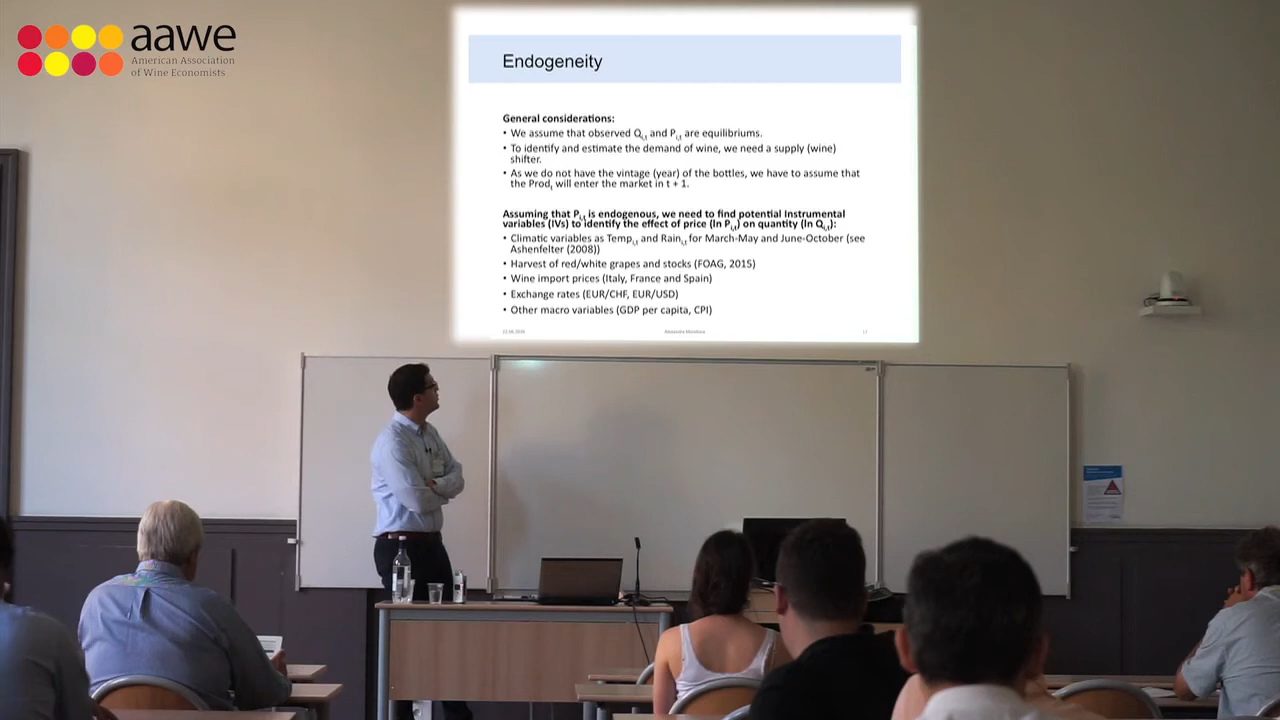 aawe
American Association
of Wine Economists
Endogeneity
General considerations:
• We assume that observed Qi,t and Pi,t are equilibriums.
• To identify and estimate the demand of wine, we need a supply (wine)
shifter.
• As we do not have the vintage (year) of the bottles, we have to assume that
the Prodt will enter the market in t + 1.
Assuming that Pi,t is endogenous, we need to find potential Instrumental
variables (IVs) to identify the effect of price (ln Pi,t) on quantity (ln Qi,t):
• Climatic variables as Tempi,t and Raini,t for March-May and June-October (see
Ashenfelter (2008))
• Harvest of red/white grapes and stocks (FOAG, 2015)
• Wine import prices (Italy, France and Spain)
• Exchange rates (EUR/CHF, EUR/USD)
• Other macro variables (GDP per capita, CPI)